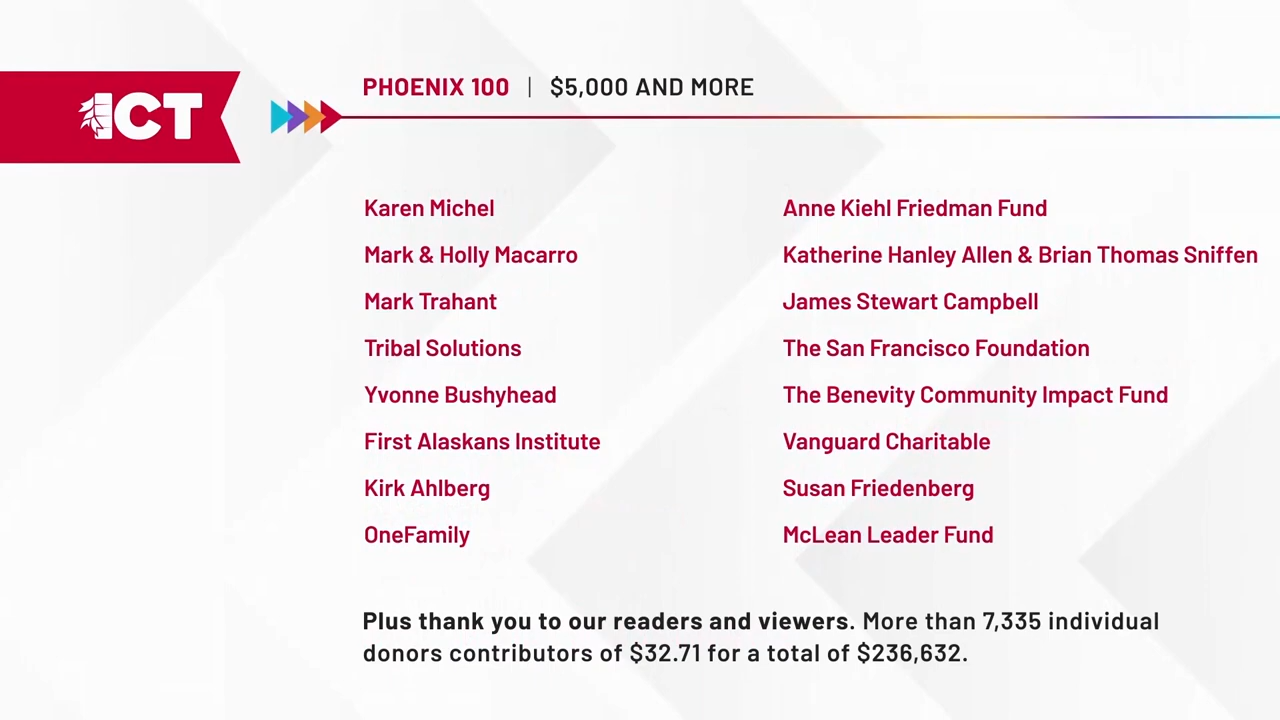 ICT
PHOENIX 100 | $5,000 AND MORE
Karen Michel
Mark & Holly Macarro
Mark Trahant
Tribal Solutions
Yvonne Bushyhead
First Alaskans Institute
Kirk Ahlberg
OneFamily
Anne Kiehl Friedman Fund
Katherine Hanley Allen & Brian Thomas Sniffen
James Stewart Campbell
The San Francisco Foundation
The Benevity Community Impact Fund
Vanguard Charitable
Susan Friedenberg
McLean Leader Fund
Plus thank you to our readers and viewers. More than 7,335 individual
donors contributors of $32.71 for a total of $236,632.